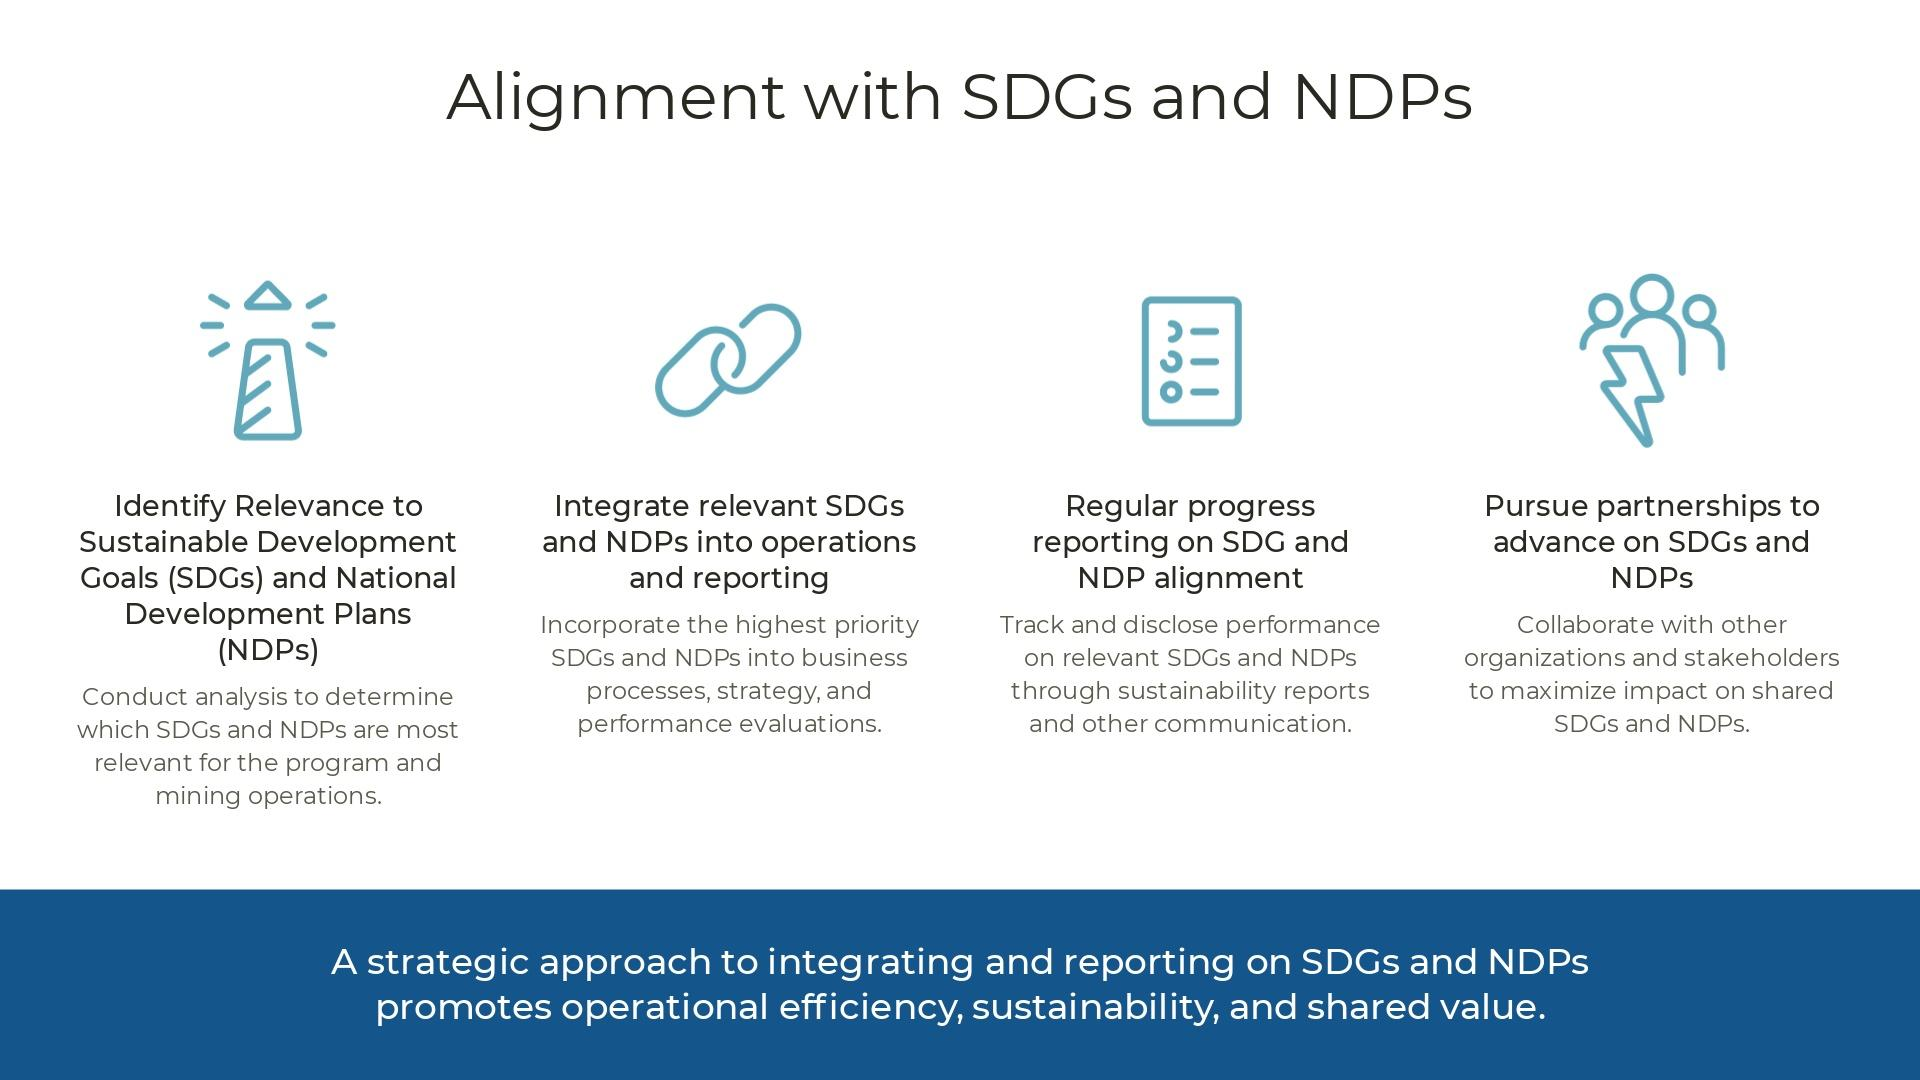 Alignment with SDGs and NDPs
Identify Relevance to
Sustainable Development
Goals (SDGs) and National
Development Plans
(NDPs)
Conduct analysis to determine
which SDGs and NDPs are most
relevant for the program and
mining operations.
Integrate relevant SDGs
and NDPs into operations
and reporting
Incorporate the highest priority
SDGs and NDPs into business
processes, strategy, and
performance evaluations.
Regular progress
reporting on SDG and
NDP alignment
Track and disclose performance
on relevant SDGs and NDPs
through sustainability reports
and other communication.
Pursue partnerships to
advance on SDGs and
NDPs
Collaborate with other
organizations and stakeholders
to maximize impact on shared
SDGs and NDPs.
A strategic approach to integrating and reporting on SDGs and NDPs
promotes operational efficiency, sustainability, and shared value.